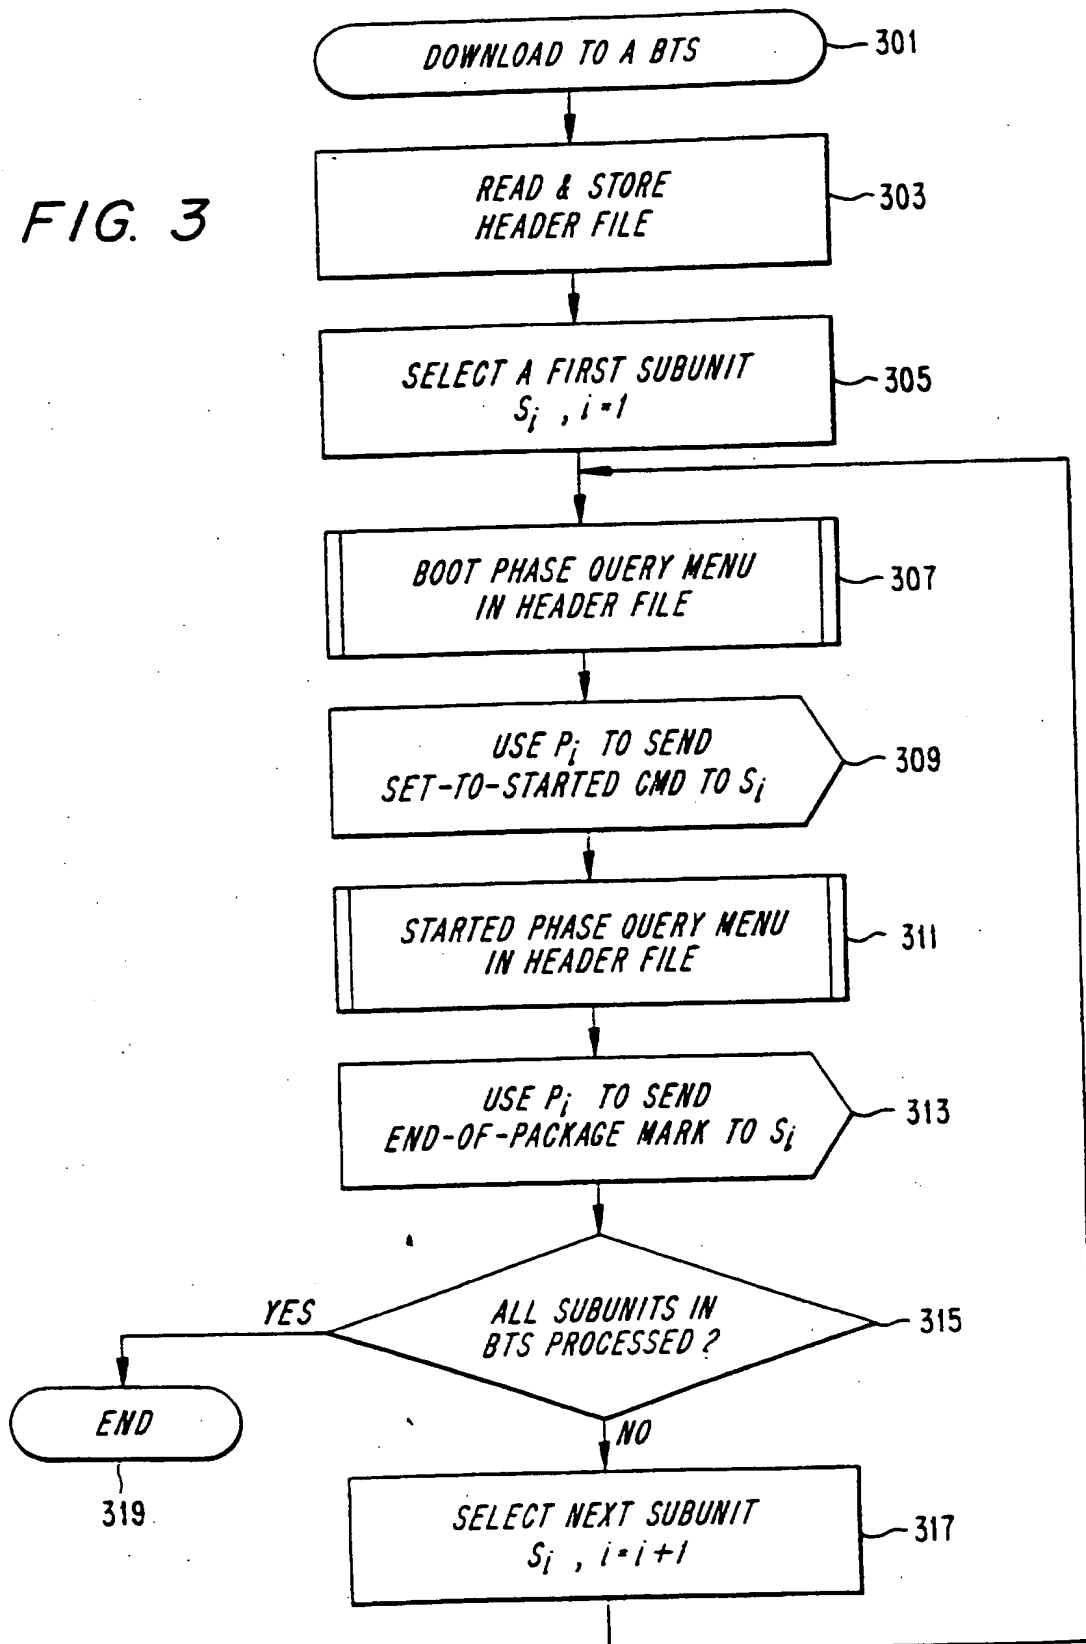 FIG. 3
DOWNLOAD TO A BTS
301
READ & STORE
HEADER FILE
303
SELECT A FIRST SUBUNIT
Si , i=1
305
BOOT PHASE QUERY MENU
IN HEADER FILE
307
USE Pi TO SEND
SET-TO-STARTED CMD TO Si
309
STARTED PHASE QUERY MENU
IN HEADER FILE
311
USE Pi TO SEND
END-OF-PACKAGE MARK TO Si
313
ALL SUBUNITS IN
BTS PROCESSED?
315
YES
END
319
NO
SELECT NEXT SUBUNIT
Si , i=i+1
317